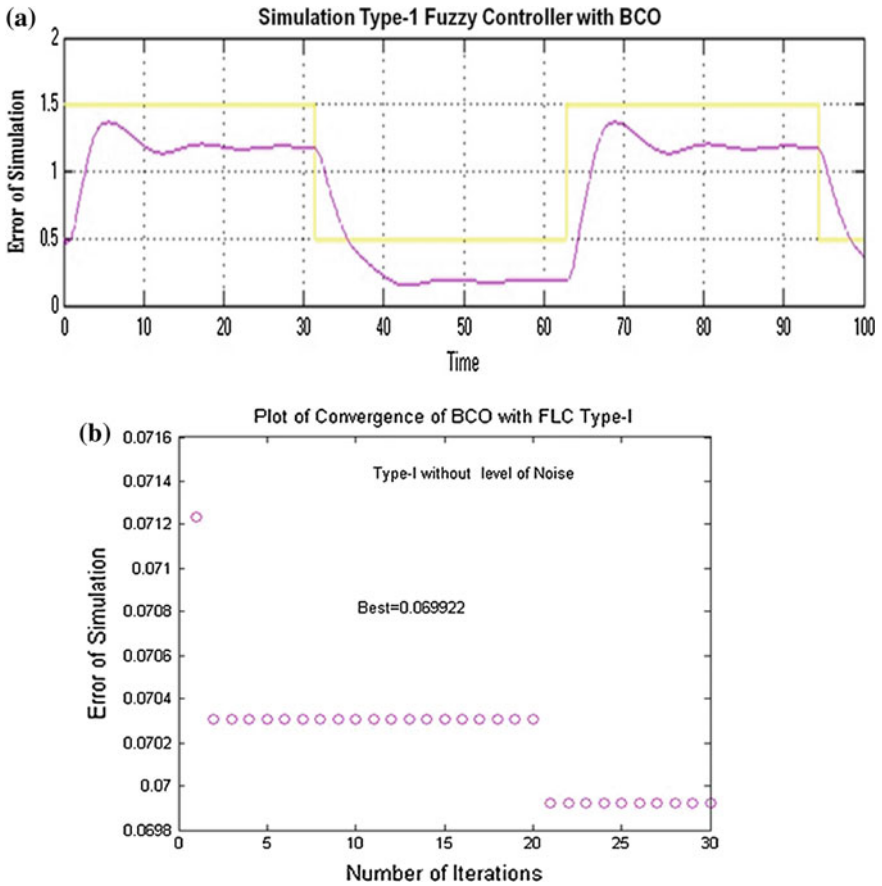 (a)
Simulation Type-1 Fuzzy Controller with BCO
Error of Simulation
2
1.5
1
0.5
0
0 10 20 30 40 50 60 70 80 90 100
Time
(b)
Plot of Convergence of BCO with FLC Type-I
Error of Simulation
0.0716
0.0714
0.0712
0.071
0.0708
0.0706
0.0704
0.0702
0.07
0.0698
Type-I without level of Noise
Best=0.069922
0 5 10 15 20 25 30
Number of Iterations